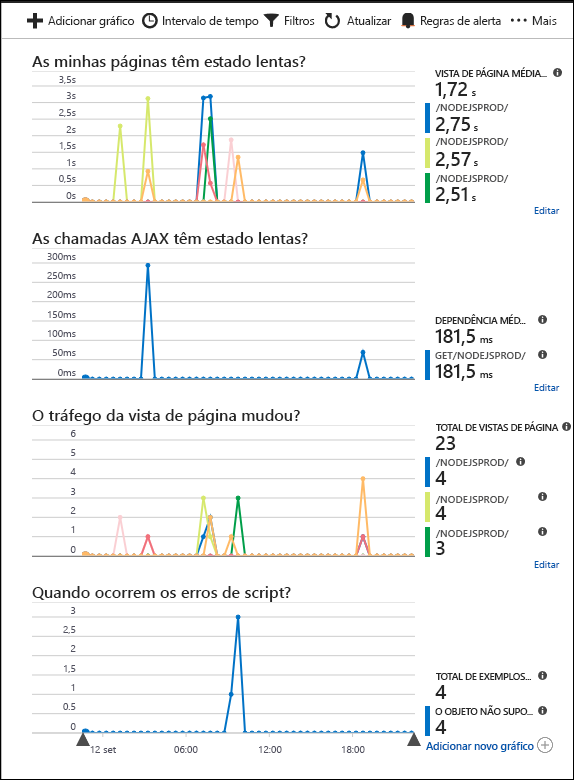 Adicionar gráfico Intervalo de tempo Filtros Atualizar Regras de alerta Mais
As minhas páginas têm estado lentas?
3,5s
3s
2,5s
2s
1,5s
1s
0,5s
0s
VISTA DE PÁGINA MÉDIA...
1,72 s
/NODEJSPROD/
2,75 s
/NODEJSPROD/
2,57 s
/NODEJSPROD/
2,51 s
Editar
As chamadas AJAX têm estado lentas?
300ms
250ms
200ms
150ms
100ms
50ms
0ms
DEPENDÊNCIA MÉD...
181,5 ms
GET/NODEJSPROD/
181,5 ms
Editar
O tráfego da vista de página mudou?
6
5
4
3
2
1
0
TOTAL DE VISTAS DE PÁGINA
23
/NODEJSPROD/
4
/NODEJSPROD/
4
/NODEJSPROD/
3
Editar
Quando ocorrem os erros de script?
3
2,5
2
1,5
1
0,5
0
TOTAL DE EXEMPLOS...
4
O OBJETO NÃO SUPO...
4
12 set 06:00 12:00 18:00
Adicionar novo gráfico